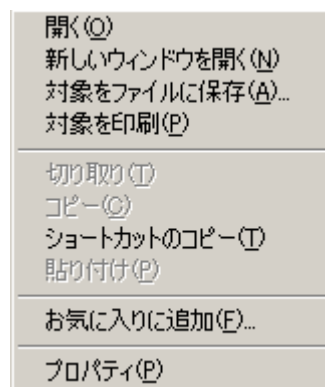 開く(O)
新しいウィンドウを開く(N)
対象をファイルに保存(A)...
対象を印刷(P)
切り取り(T)
コピー(C)
ショートカットのコピー(T)
貼り付け(P)
お気に入りに追加(F)...
プロパティ(P)